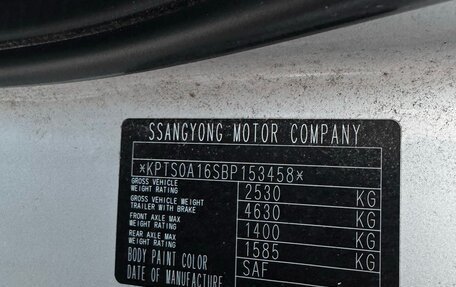 SSANGYONG MOTOR COMPANY
*KPTS0A16SBP153458*
GROSS VEHICLE WEIGHT RATING 2530 KG
GROSS VEHICLE WEIGHT TRAILER WITH BRAKE 4630 KG
FRONT AXLE MAX WEIGHT RATING 1400 KG
REAR AXLE MAX WEIGHT RATING 1585 KG
BODY PAINT COLOR SAF
DATE OF MANUFACTURE